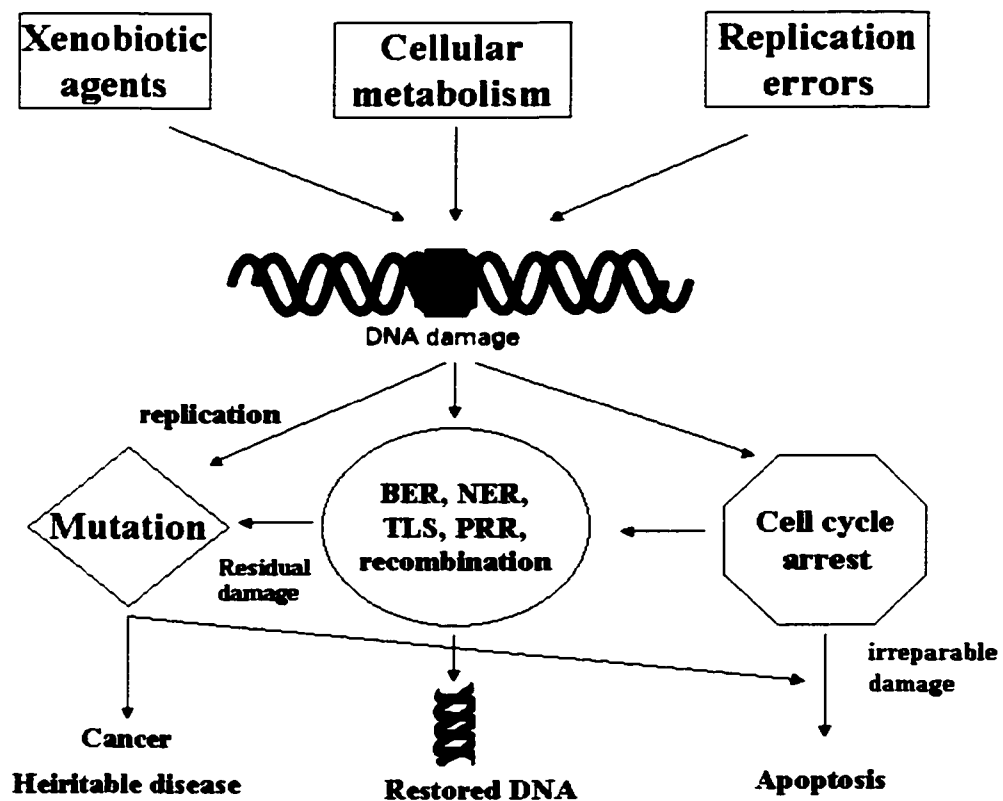 Xenobiotic
agents
Cellular
metabolism
Replication
errors
DNA damage
replication
Mutation
BER, NER,
TLS, PRR,
recombination
Cell cycle
arrest
Residual
damage
irreparable
damage
Cancer
Heiritable disease
Restored DNA
Apoptosis